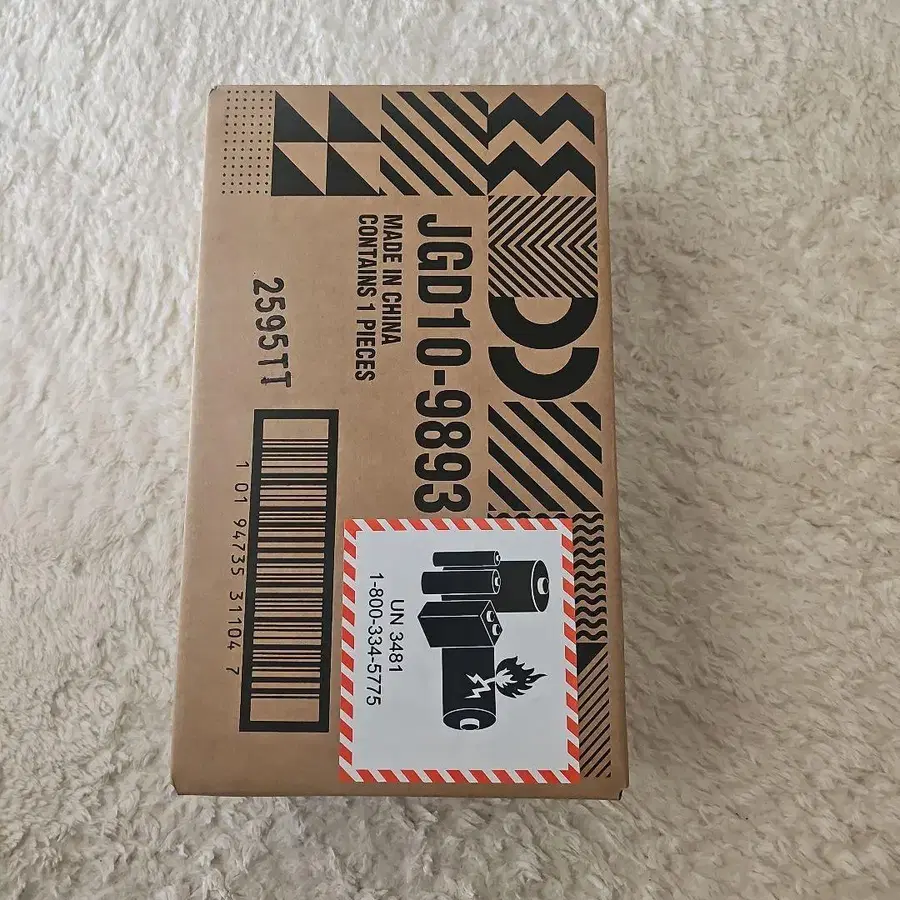 JGD10-9893
MADE IN CHINA
CONTAINS 1 PIECES
2595TT
1 01 94735 31104 7
UN 3481
1-800-334-5775